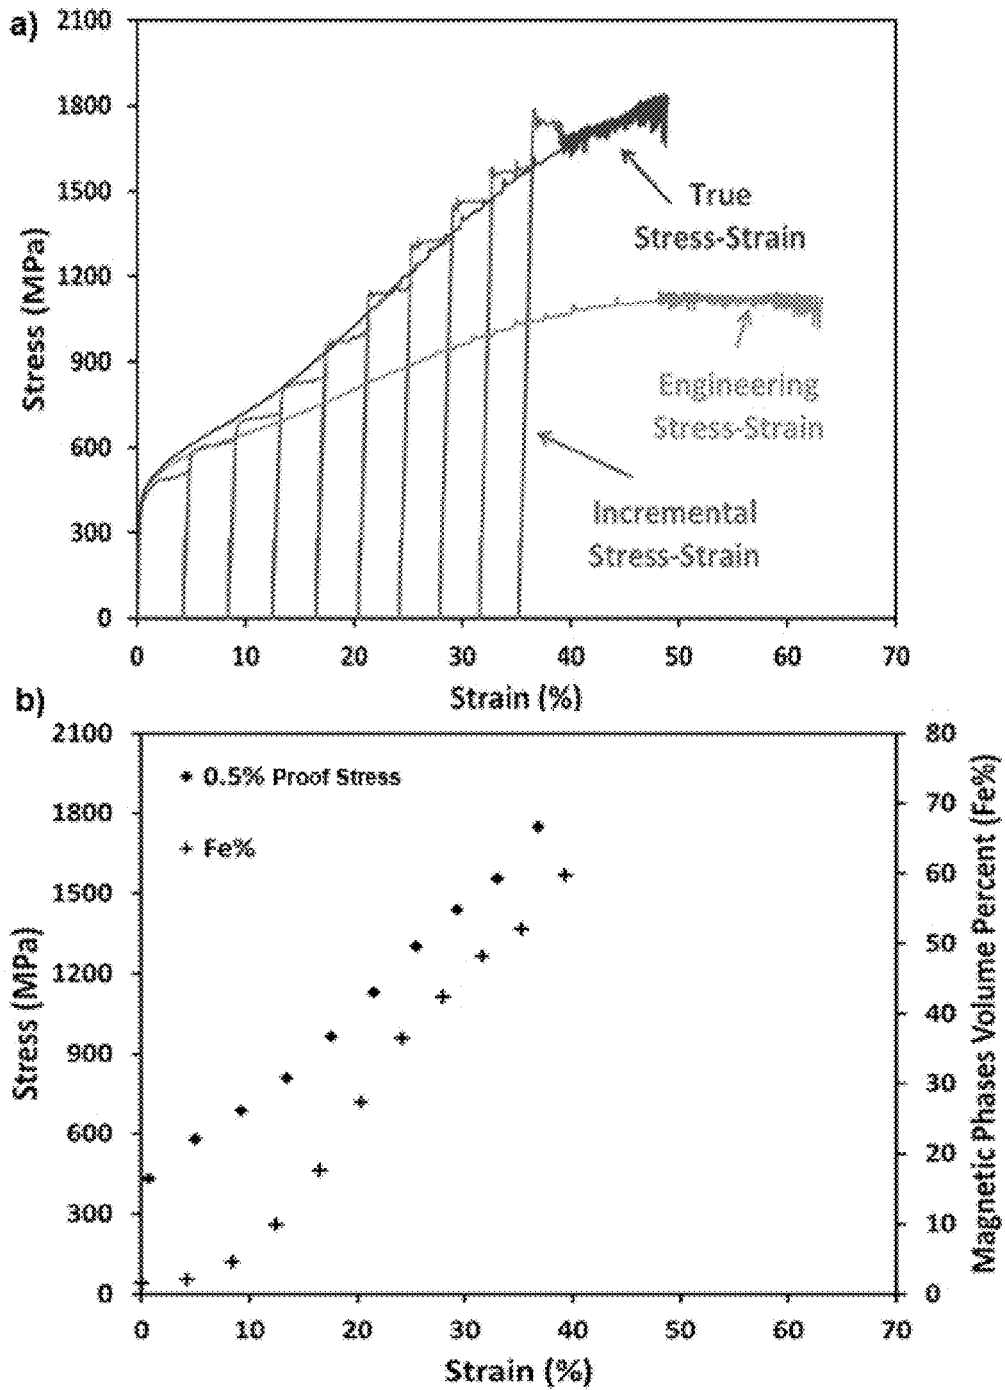 a)
2100
1800
1500
1200
900
600
300
0
Stress (MPa)
True
Stress-Strain
Engineering
Stress-Strain
Incremental
Stress-Strain
0 10 20 30 40 50 60 70
Strain (%)
b)
2100
1800
1500
1200
900
600
300
0
Stress (MPa)
0.5% Proof Stress
Fe%
80
70
60
50
40
30
20
10
0
Magnetic Phases Volume Percent (Fe%)
0 10 20 30 40 50 60 70
Strain (%)